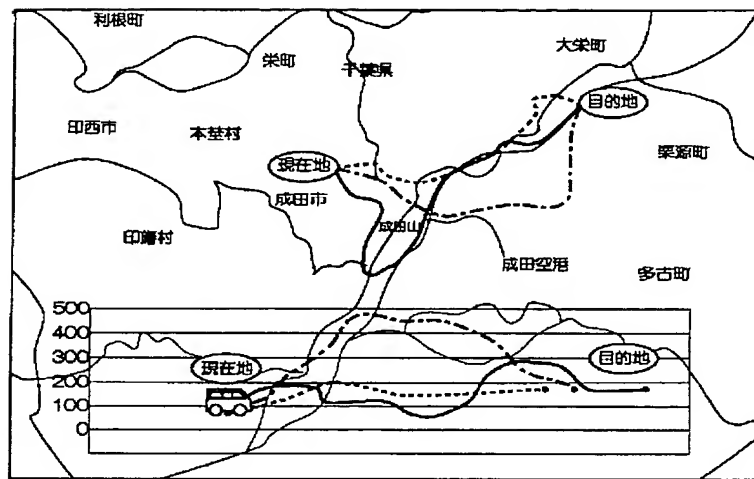 利根町
大栄町
栄町
千葉県
目的地
印西市
本埜村
栗源町
現在地
成田市
成田山
印旛村
成田空港
多古町
500
400
300
200
100
0
現在地
目的地